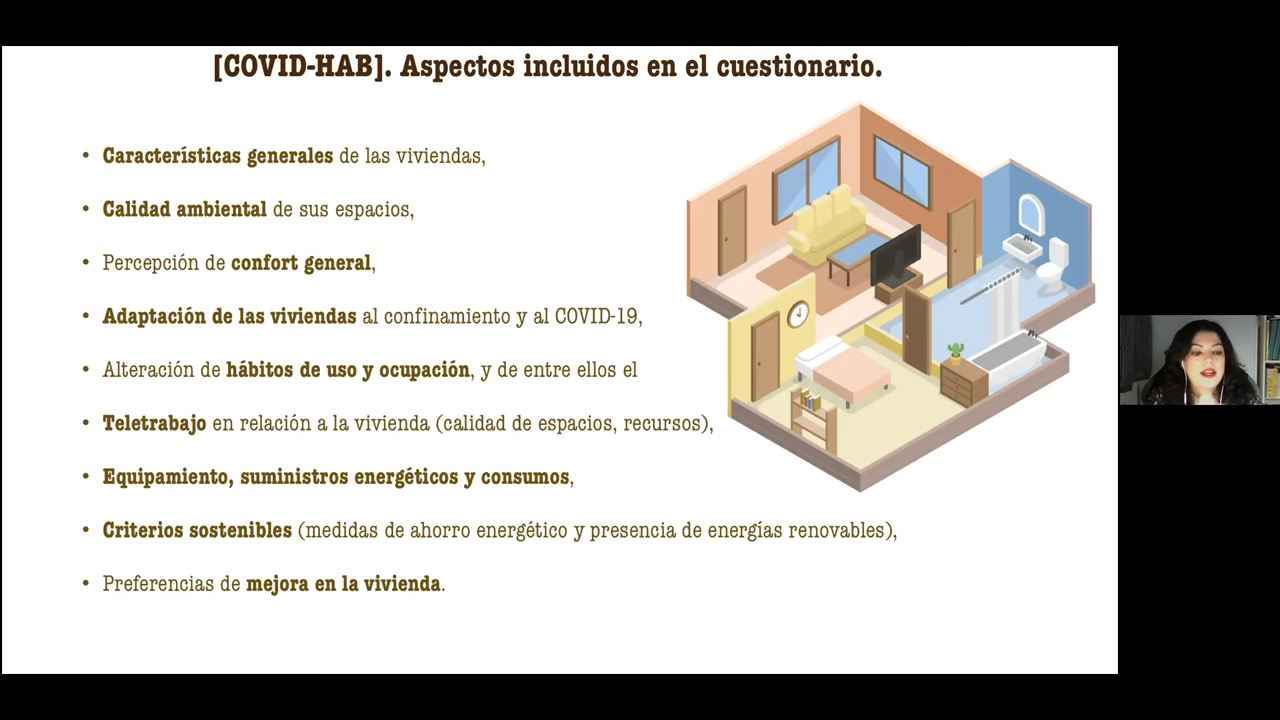 [COVID-HAB]. Aspectos incluidos en el cuestionario.
• Características generales de las viviendas,
• Calidad ambiental de sus espacios,
• Percepción de confort general,
• Adaptación de las viviendas al confinamiento y al COVID-19,
• Alteración de hábitos de uso y ocupación, y de entre ellos el
• Teletrabajo en relación a la vivienda (calidad de espacios, recursos),
• Equipamiento, suministros energéticos y consumos,
• Criterios sostenibles (medidas de ahorro energético y presencia de energías renovables),
• Preferencias de mejora en la vivienda.